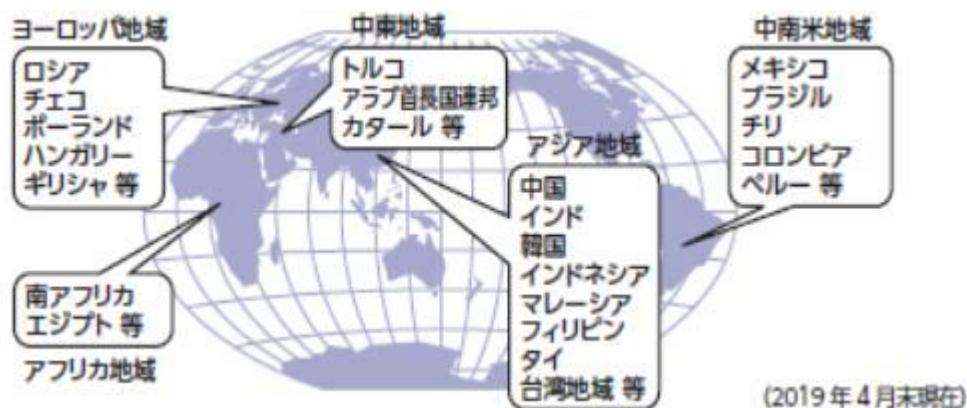 ヨーロッパ地域
ロシア
チェコ
ポーランド
ハンガリー
ギリシャ 等
中東地域
トルコ
アラブ首長国連邦
カタール 等
中南米地域
メキシコ
ブラジル
チリ
コロンビア
ペルー 等
アジア地域
中国
インド
韓国
インドネシア
マレーシア
フィリピン
タイ
台湾地域 等
南アフリカ
エジプト 等
アフリカ地域
(2019 年 4 月末現在)